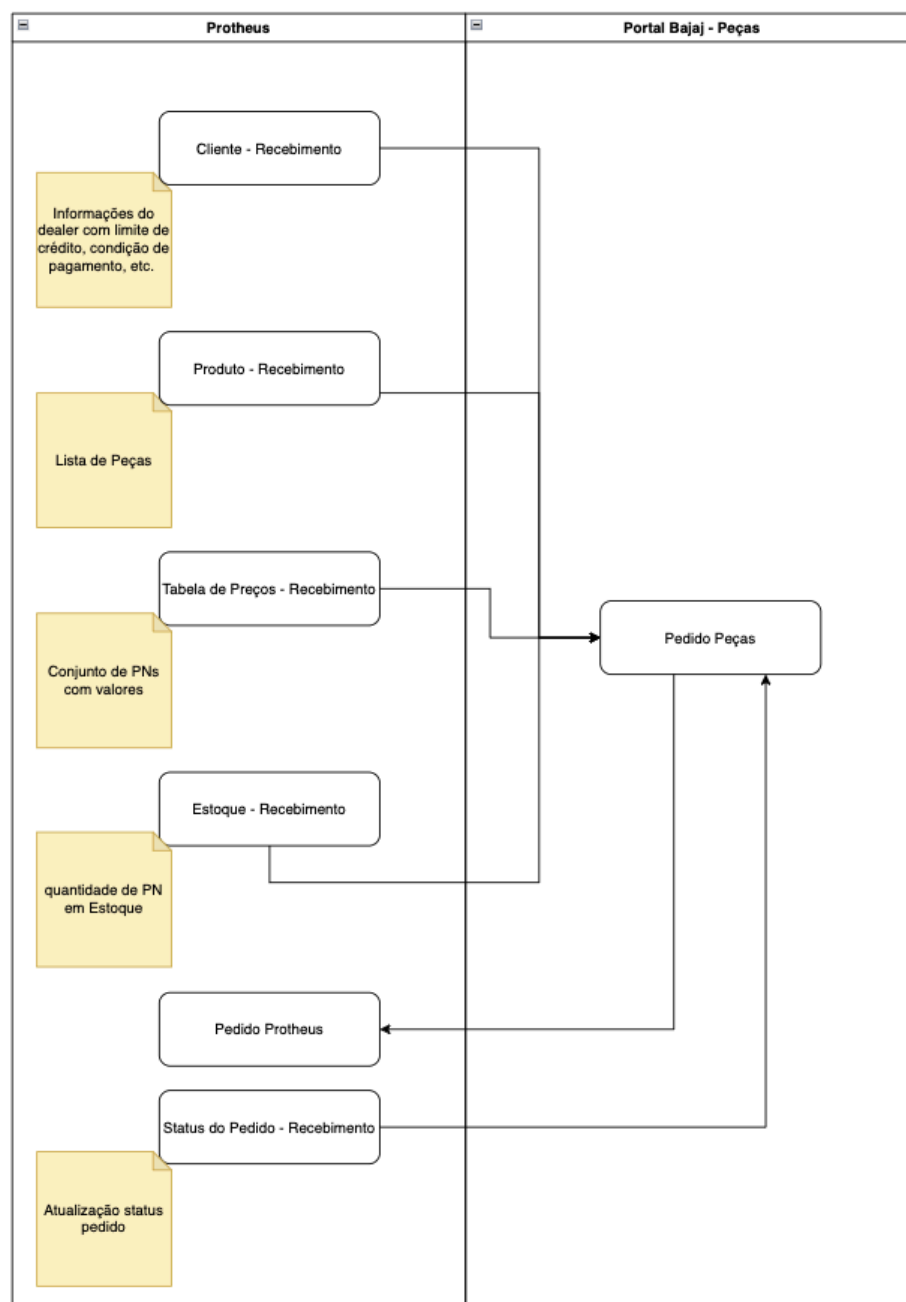 Protheus
Portal Bajaj - Peças
Cliente - Recebimento
Informações do
dealer com limite de
crédito, condição de
pagamento, etc.
Produto - Recebimento
Lista de Peças
Tabela de Preços - Recebimento
Conjunto de PNs
com valores
Pedido Peças
Estoque - Recebimento
quantidade de PN
em Estoque
Pedido Protheus
Status do Pedido - Recebimento
Atualização status
pedido